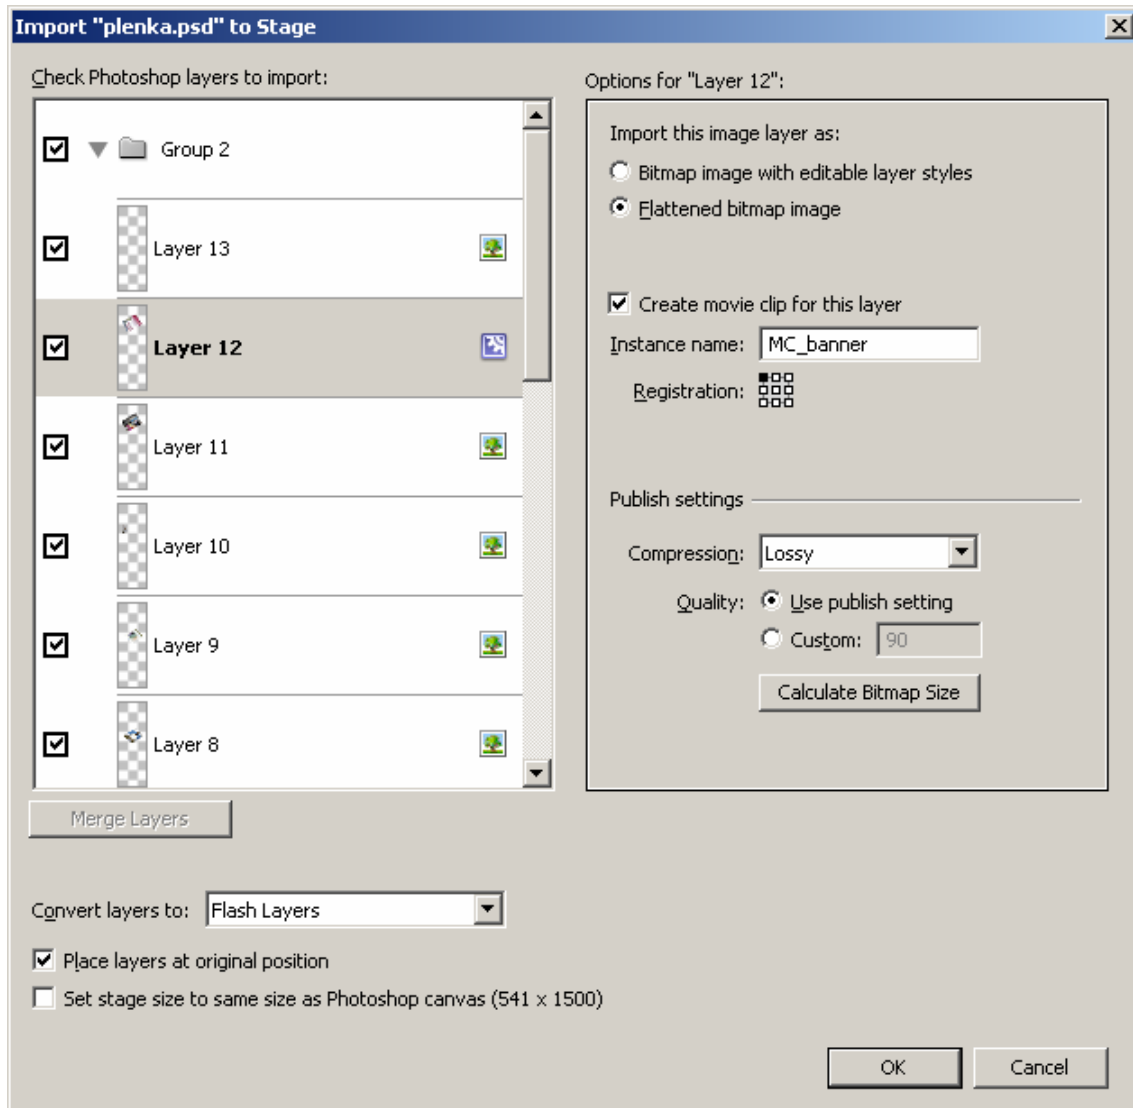 Import "plenka.psd" to Stage
Check Photoshop layers to import:
Group 2
Layer 13
Layer 12
Layer 11
Layer 10
Layer 9
Layer 8
Merge Layers
Convert layers to: Flash Layers
Place layers at original position
Set stage size to same size as Photoshop canvas (541 x 1500)
Options for "Layer 12":
Import this image layer as:
Bitmap image with editable layer styles
Flattened bitmap image
Create movie clip for this layer
Instance name: MC_banner
Registration:
Publish settings
Compression: Lossy
Quality: Use publish setting
Custom: 90
Calculate Bitmap Size
OK Cancel